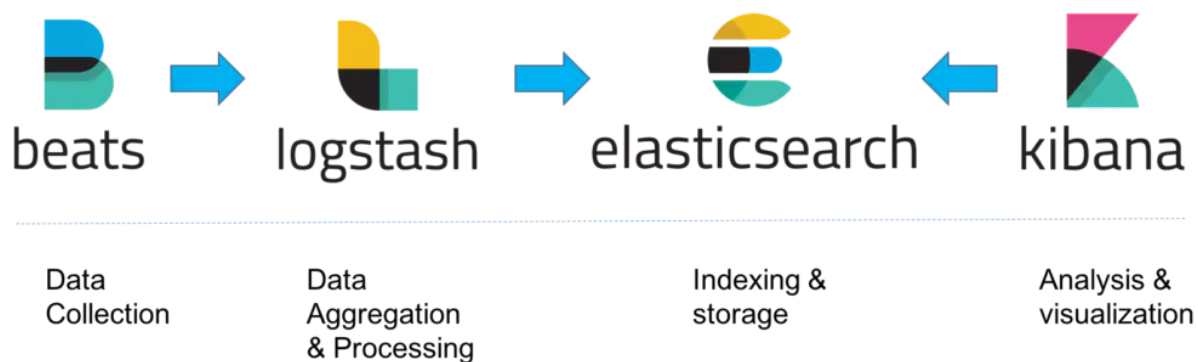 beats
logstash
elasticsearch
kibana
Data
Collection
Data
Aggregation
& Processing
Indexing &
storage
Analysis &
visualization